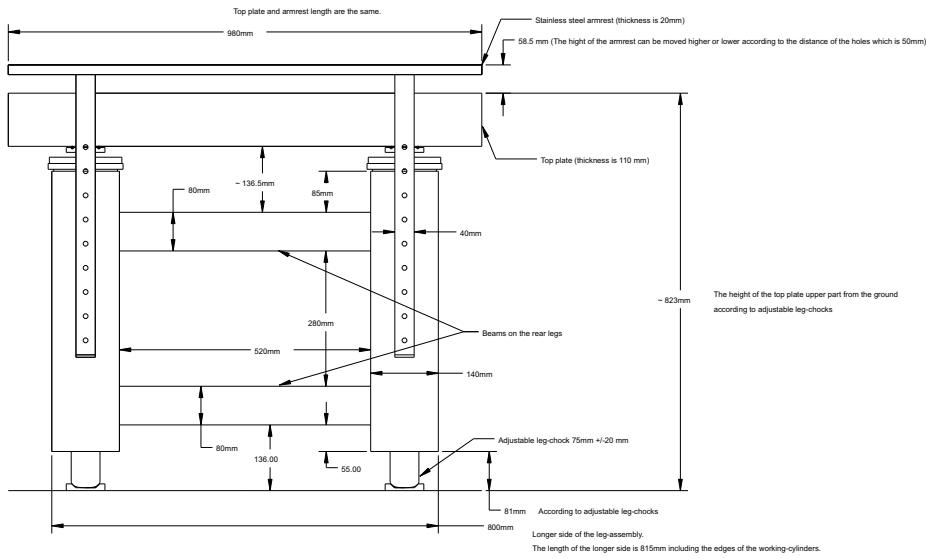 Top plate and armrest length are the same.
Stainless steel armrest (thickness is 20mm)
980mm
58.5 mm (The hight of the armrest can be moved higher or lower according to the distance of the holes which is 50mm)
Top plate (thickness is 110 mm)
~ 136.5mm
80mm
85mm
40mm
The height of the top plate upper part from the ground
~ 823mm
according to adjustable leg-chocks
280mm
Beams on the rear legs
520mm
140mm
Adjustable leg-chock 75mm +/-20 mm
80mm
136.00
55.00
81mm According to adjustable leg-chocks
800mm
Longer side of the leg-assembly.
The length of the longer side is 815mm including the edges of the working-cylinders.